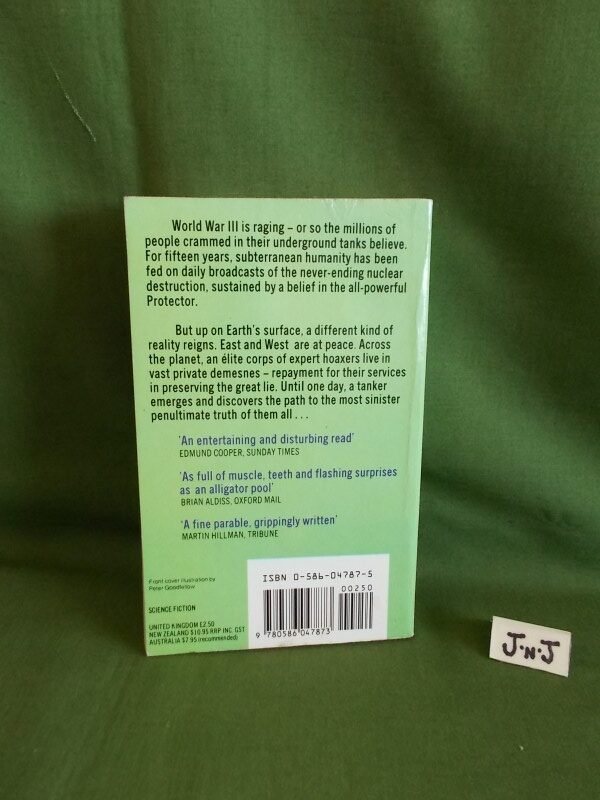 World War III is raging – or so the millions of
people crammed in their underground tanks believe.
For fifteen years, subterranean humanity has been
fed on daily broadcasts of the never-ending nuclear
destruction, sustained by a belief in the all-powerful
Protector.
But up on Earth's surface, a different kind of
reality reigns. East and West are at peace. Across
the planet, an élite corps of expert hoaxers live in
vast private demesnes – repayment for their services
in preserving the great lie. Until one day, a tanker
emerges and discovers the path to the most sinister
penultimate truth of them all . . .
'An entertaining and disturbing read'
EDMUND COOPER, SUNDAY TIMES
'As full of muscle, teeth and flashing surprises
as an alligator pool'
BRIAN ALDISS, OXFORD MAIL
'A fine parable, grippingly written'
MARTIN HILLMAN, TRIBUNE
Front cover illustration by
Peter Goodfellow
SCIENCE FICTION
UNITED KINGDOM £2.50
NEW ZEALAND $10.95 RRP INC. GST
AUSTRALIA $7.95 (recommended)
ISBN 0-586-04787-5
00250
9 780586 047873
J·N·J